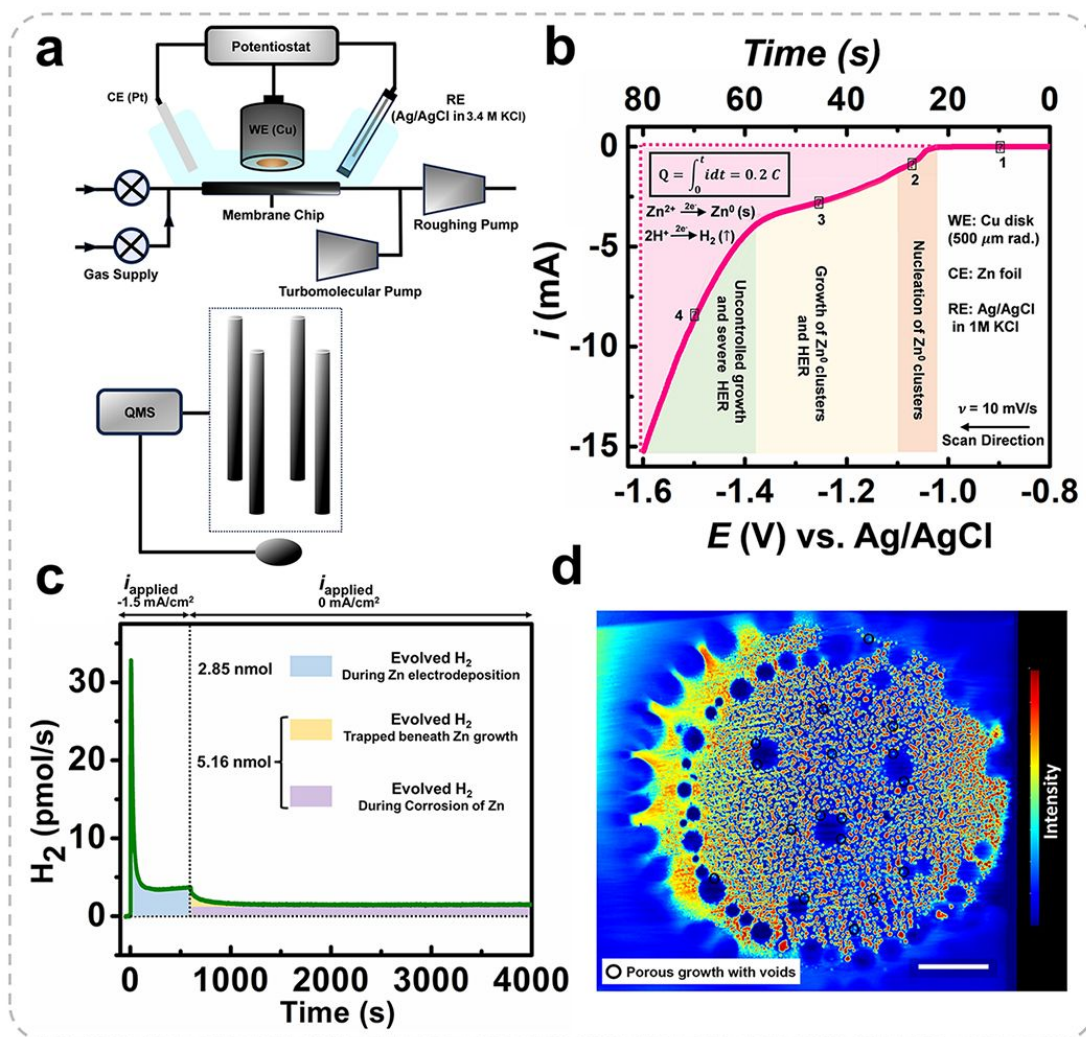 a
Potentiostat
CE (Pt)
WE (Cu)
RE
(Ag/AgCl in 3.4 M KCl)
Membrane Chip
Gas Supply
Roughing Pump
Turbomolecular Pump
QMS
b
Time (s)
80 60 40 20 0
0
-5
-10
-15
i (mA)
Q = ∫₀ᵗ idt = 0.2 C
Zn²⁺ 2e⁻→ Zn⁰ (s)
2H⁺ 2e⁻→ H₂ (↑)
1
2
3
4
Uncontrolled growth
and severe HER
Growth of Zn⁰ clusters
and HER
Nucleation of Zn⁰ clusters
WE: Cu disk
(500 μm rad.)
CE: Zn foil
RE: Ag/AgCl
in 1M KCl
ν = 10 mV/s
Scan Direction
-1.6 -1.4 -1.2 -1.0 -0.8
E (V) vs. Ag/AgCl
c
i applied
-1.5 mA/cm²
i applied
0 mA/cm²
30
20
10
0
H₂ (pmol/s)
2.85 nmol
Evolved H₂
During Zn electrodeposition
5.16 nmol
Evolved H₂
Trapped beneath Zn growth
Evolved H₂
During Corrosion of Zn
0 1000 2000 3000 4000
Time (s)
d
Intensity
Porous growth with voids